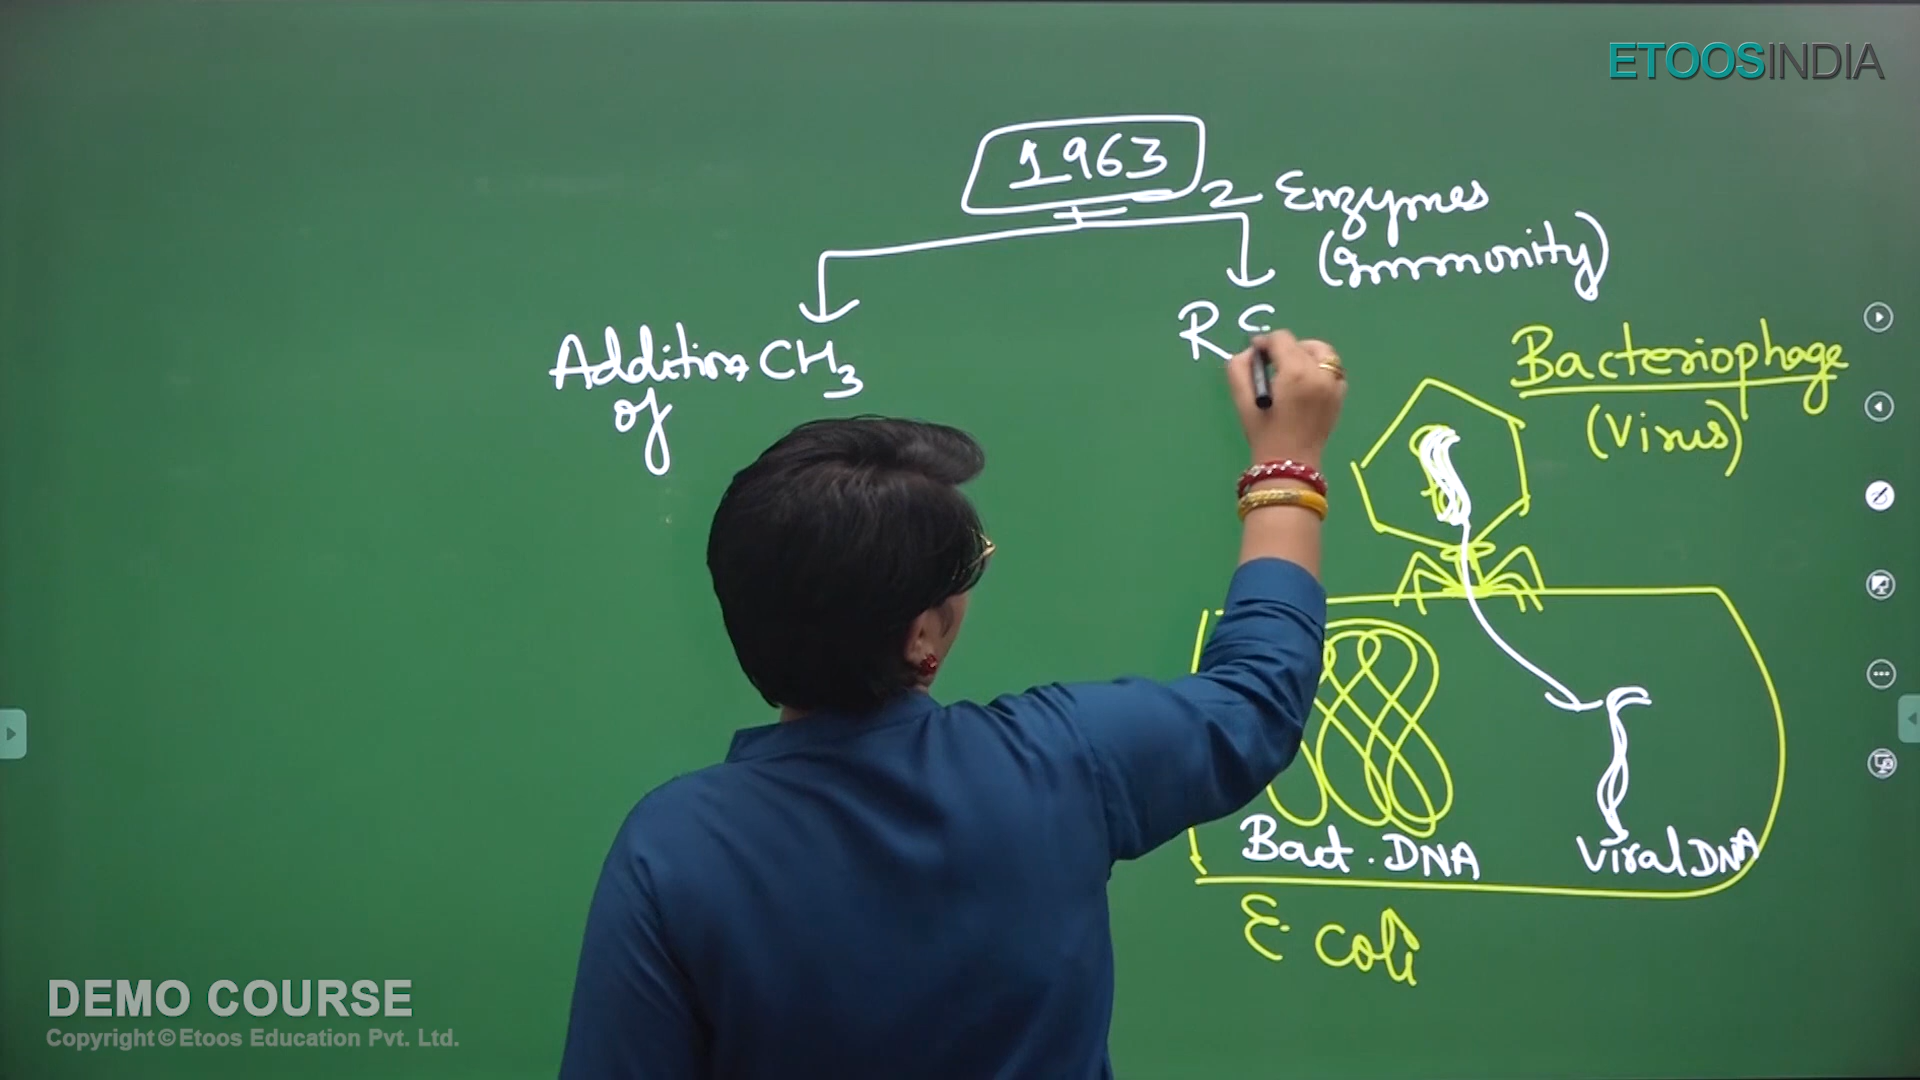 ETOOSINDIA
1963
2 Enzymes
(Immunity)
Addition CH3
of
R
Bacteriophage
(Virus)
Bact. DNA
Viral DNA
E. coli
DEMO COURSE
Copyright © Etoos Education Pvt. Ltd.